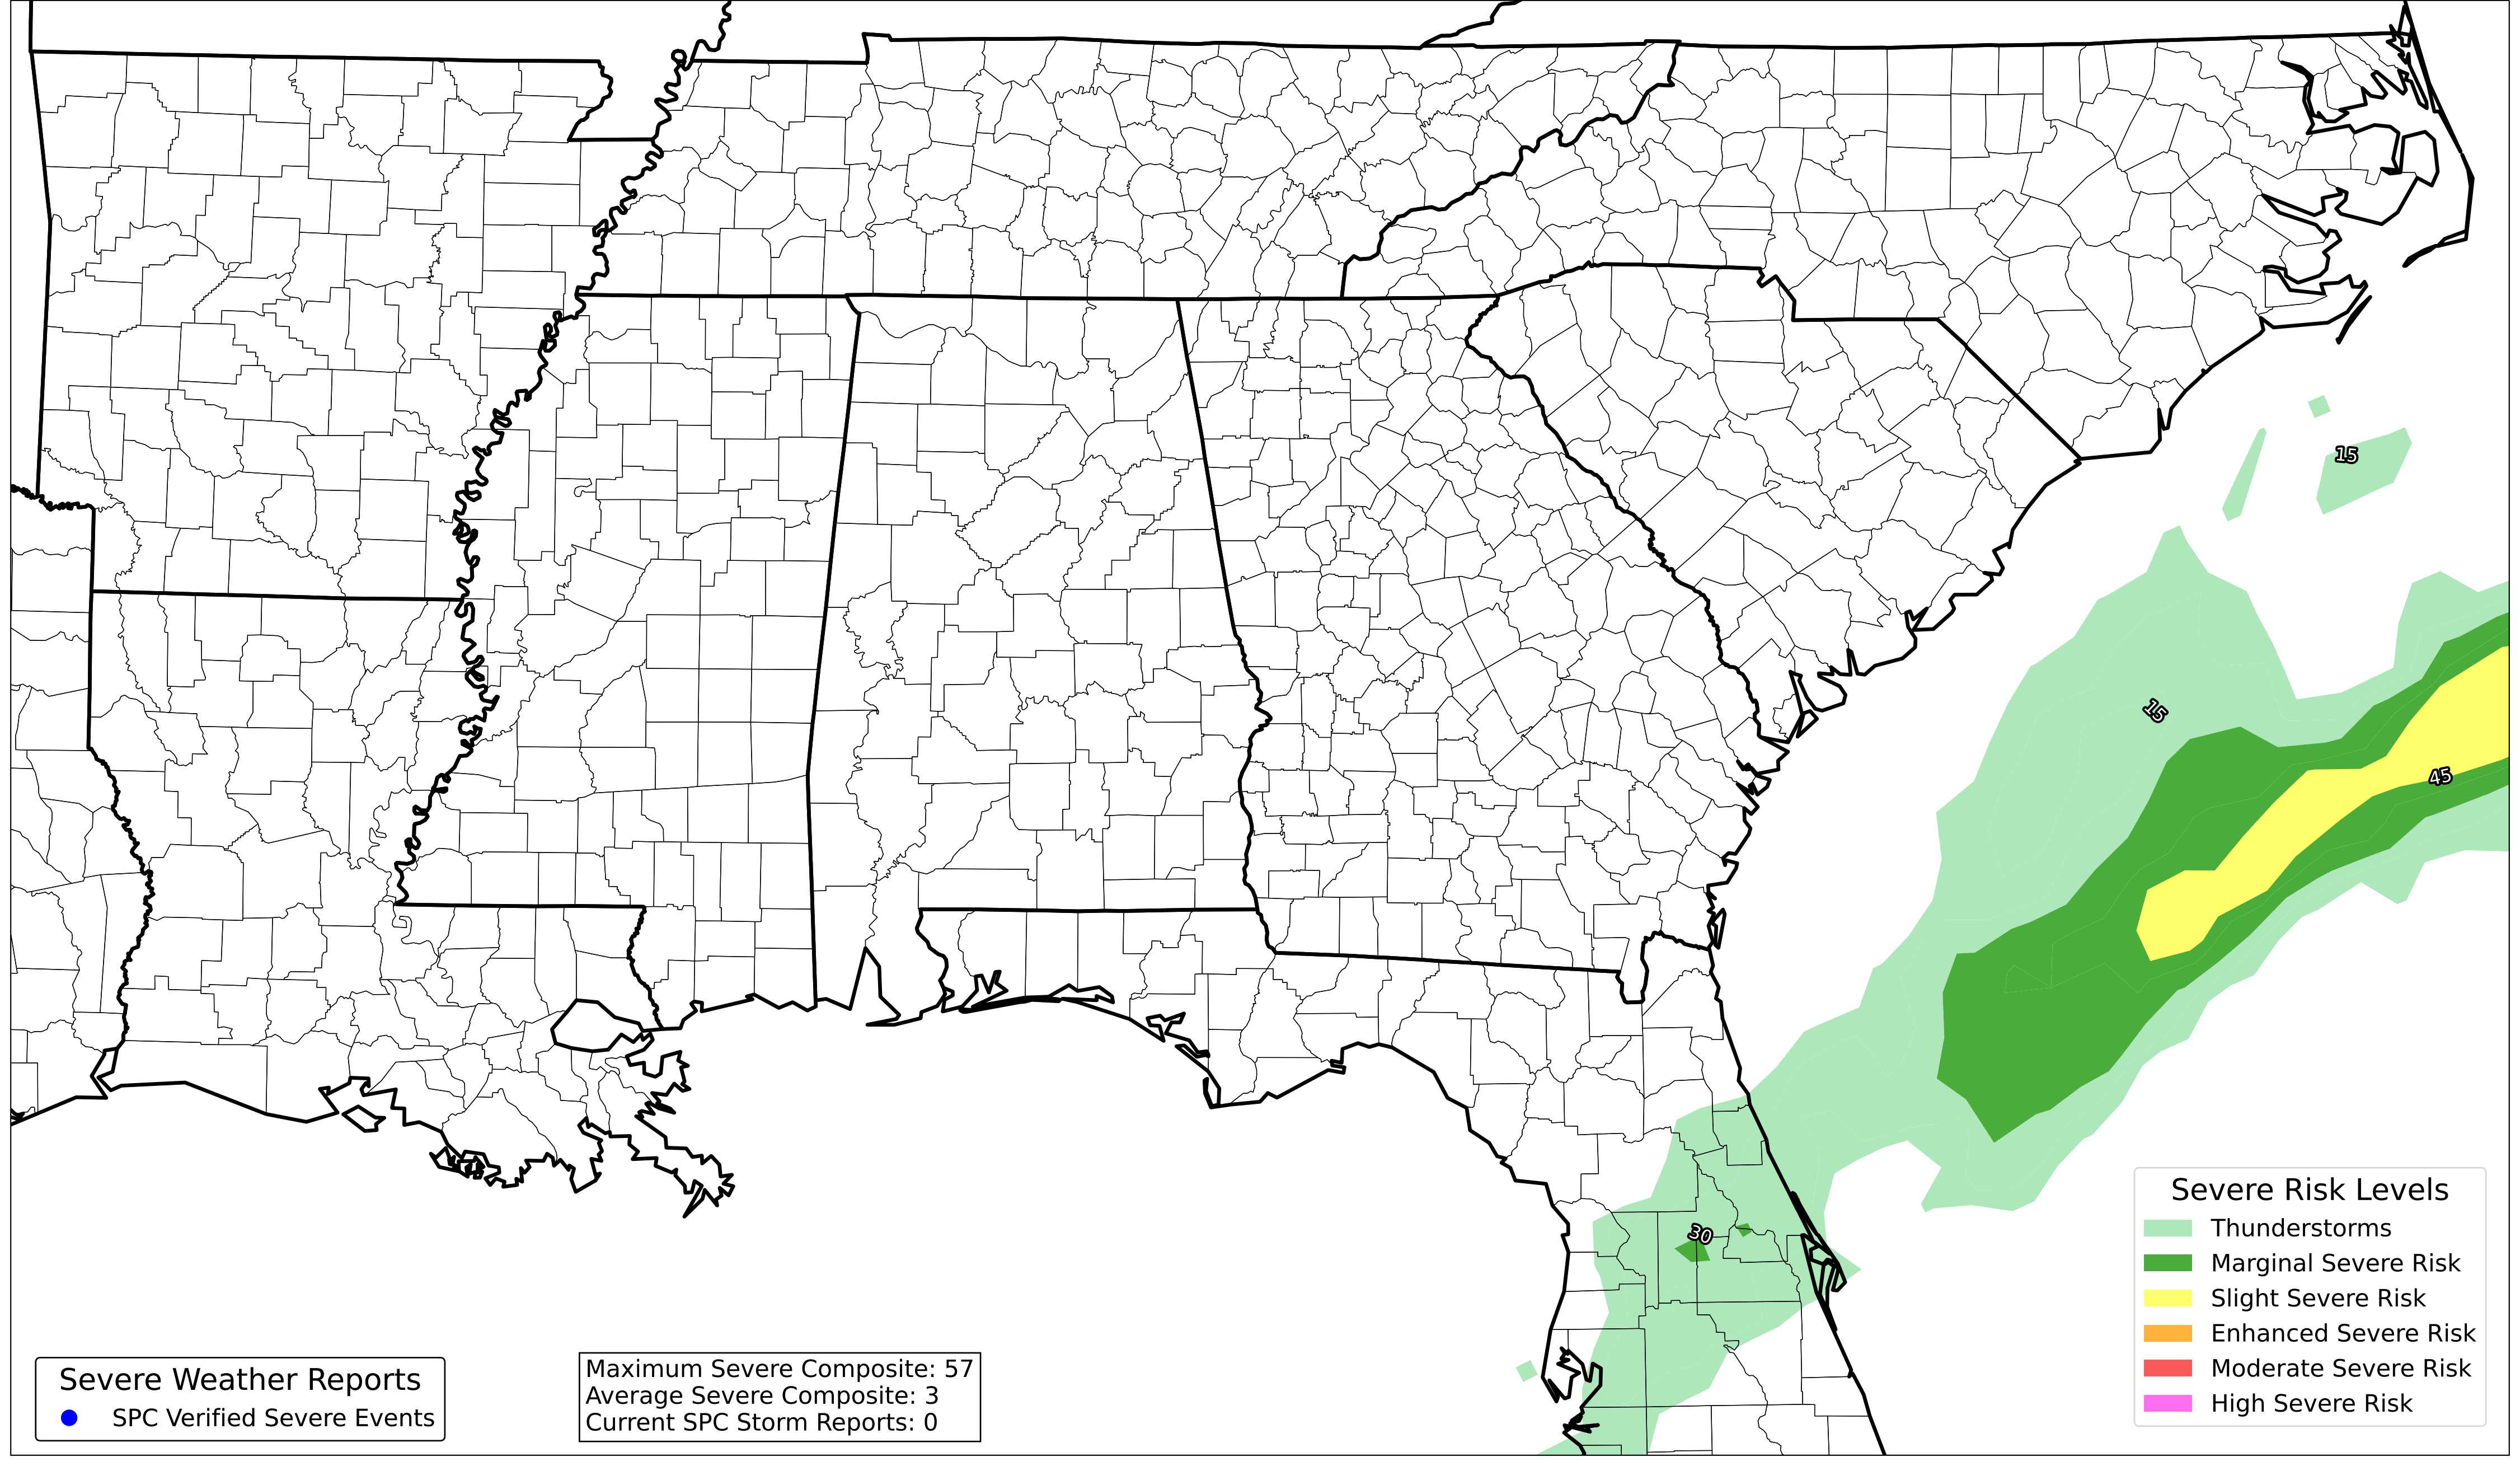 15
15
45
30
Severe Risk Levels
Thunderstorms
Marginal Severe Risk
Slight Severe Risk
Enhanced Severe Risk
Moderate Severe Risk
High Severe Risk
Severe Weather Reports
SPC Verified Severe Events
Maximum Severe Composite: 57
Average Severe Composite: 3
Current SPC Storm Reports: 0